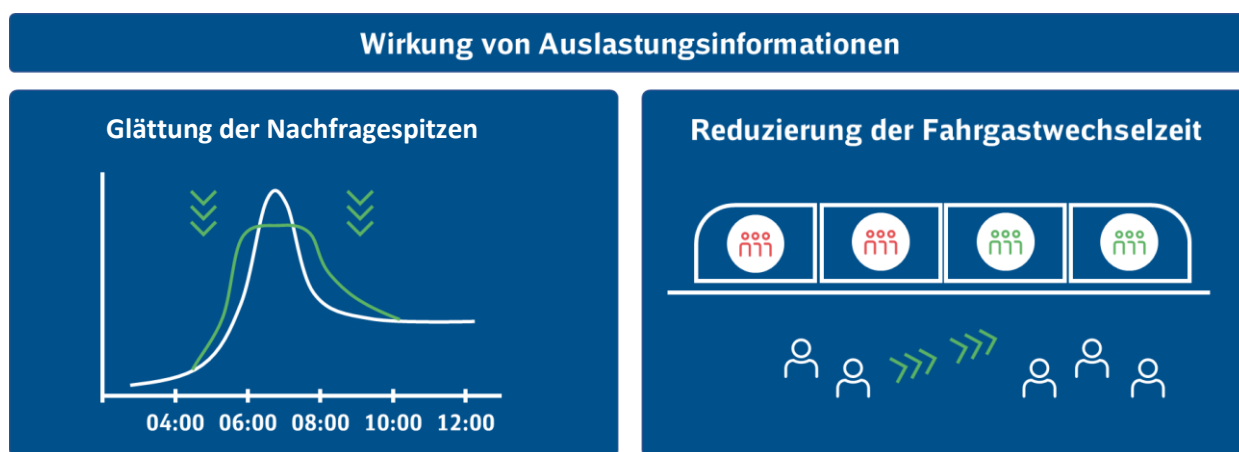 Wirkung von Auslastungsinformationen
Glättung der Nachfragespitzen
04:00 06:00 08:00 10:00 12:00
Reduzierung der Fahrgastwechselzeit